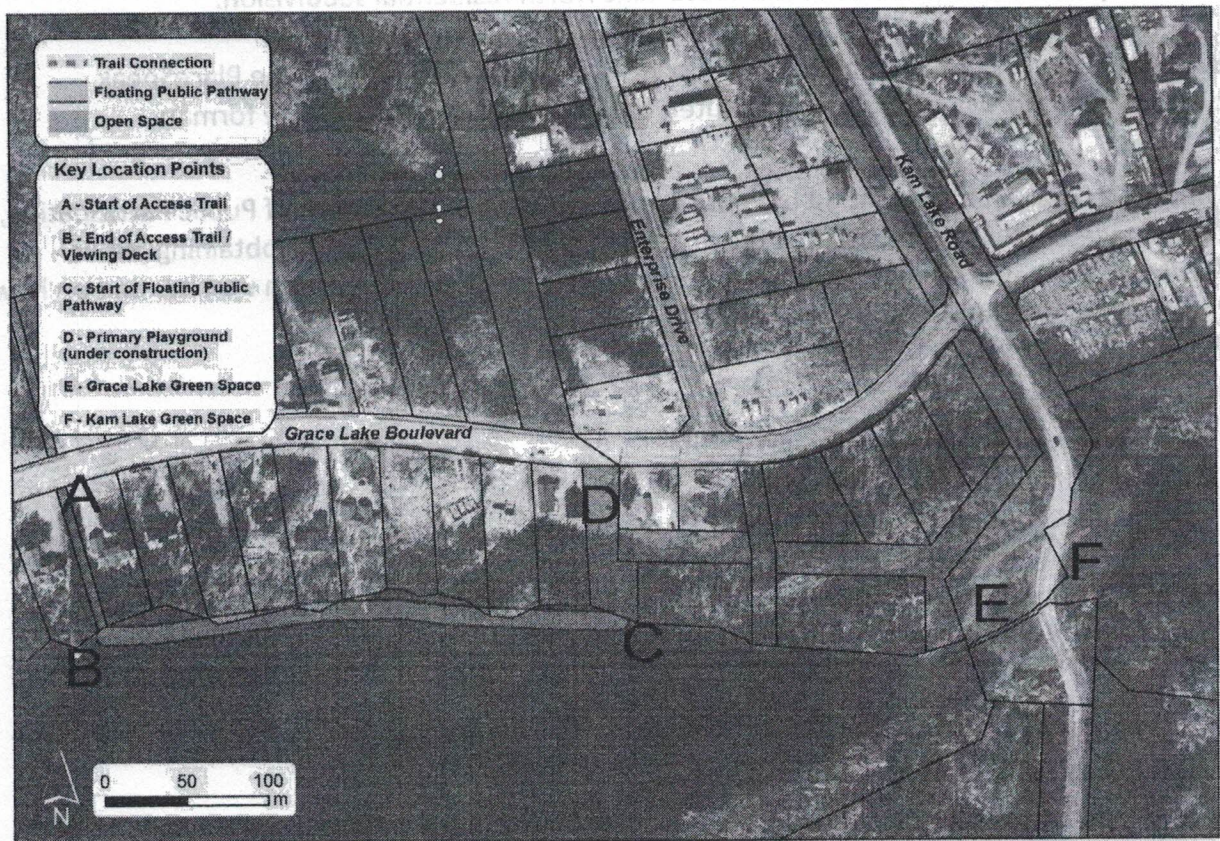 Trail Connection
Floating Public Pathway
Open Space
Key Location Points
A - Start of Access Trail
B - End of Access Trail /
Viewing Deck
C - Start of Floating Public
Pathway
D - Primary Playground
(under construction)
E - Grace Lake Green Space
F - Kam Lake Green Space
Enterprise Drive
Kam Lake Road
Grace Lake Boulevard
A
D
F
E
C
B
0 50 100
m
N